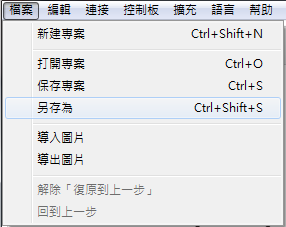 檔案 編輯 連接 控制板 擴充 語言 幫助
新建專案 Ctrl+Shift+N
打開專案 Ctrl+O
保存專案 Ctrl+S
另存為 Ctrl+Shift+S
導入圖片
導出圖片
解除「復原到上一步」
回到上一步